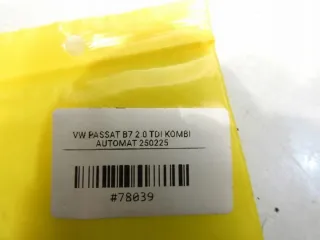 VW PASSAT B7 2.0 TDI KOMBI
AUTOMAT 250225
#78039